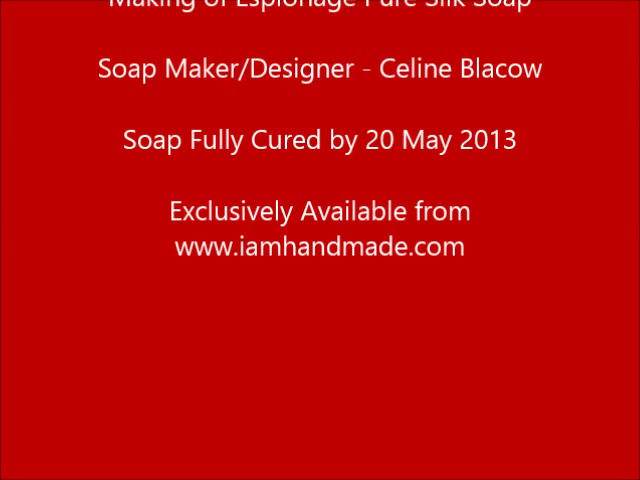 Making of Espionage Pure Silk Soap
Soap Maker/Designer - Celine Blacow
Soap Fully Cured by 20 May 2013
Exclusively Available from
www.iamhandmade.com